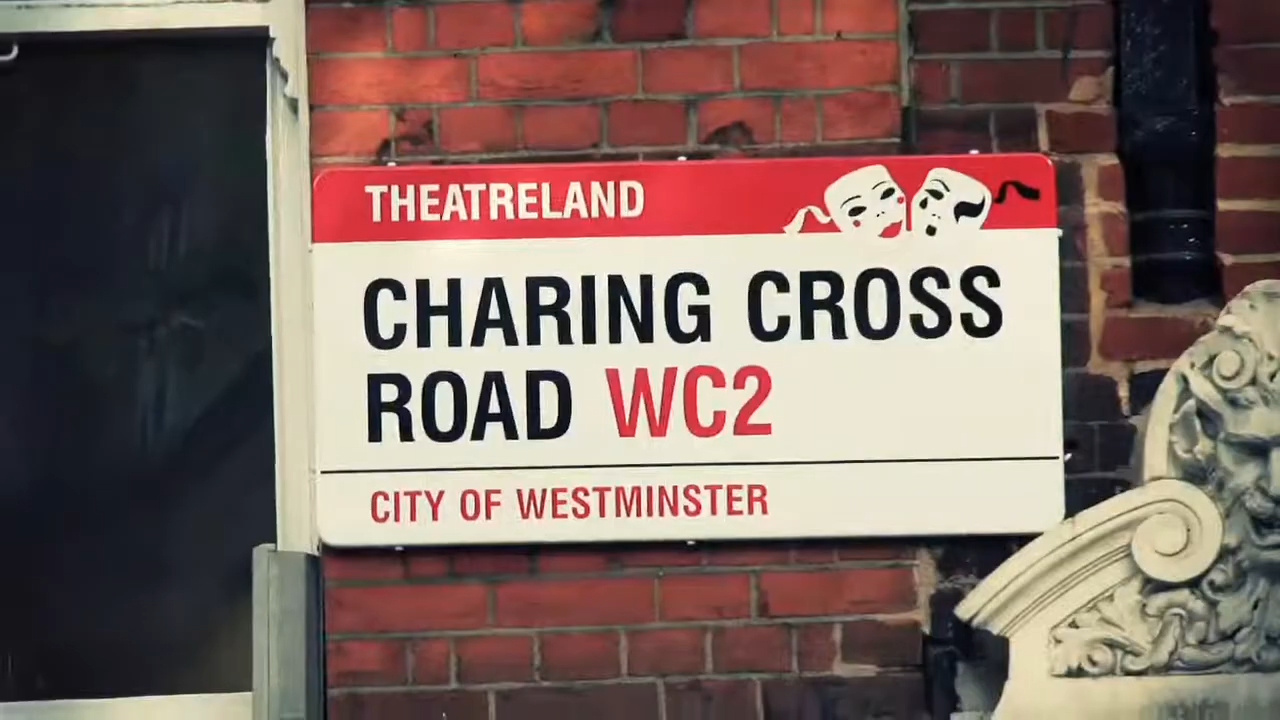 THEATRELAND
CHARING CROSS
ROAD WC2
CITY OF WESTMINSTER